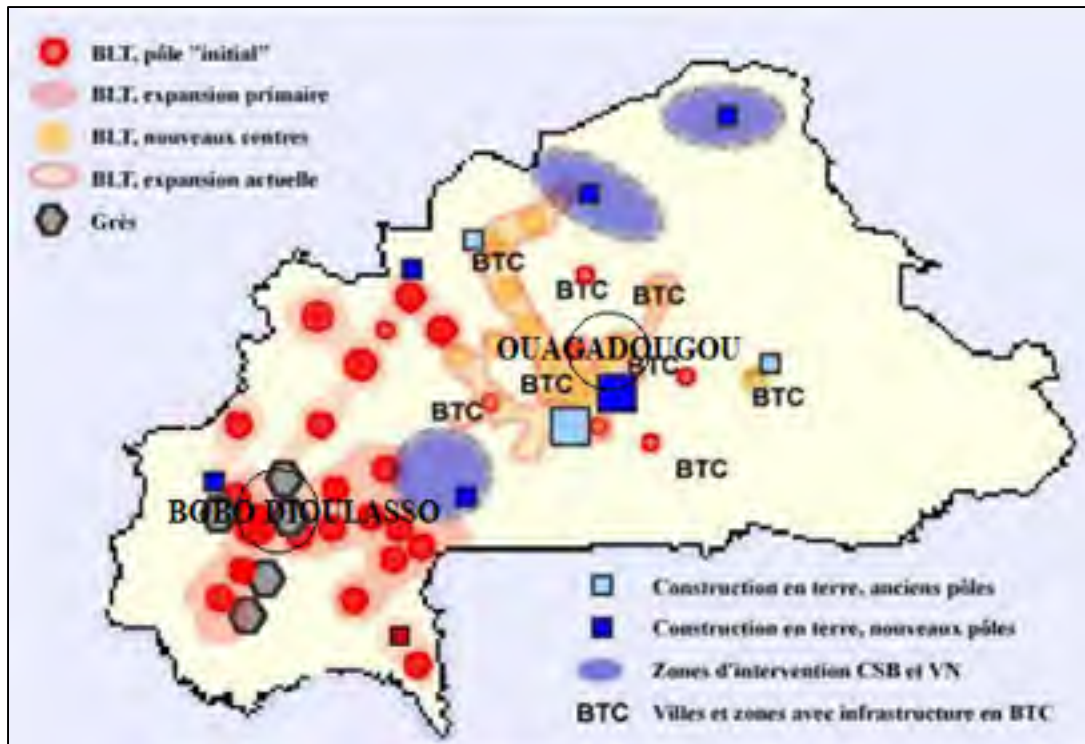 BLT, pôle "initial"
BLT, expansion primaire
BLT, nouveaux centres
BLT, expansion actuelle
Grès
BTC
BTC
BTC
OUAGADOUGOU
BTC
BTC
BTC
BTC
BTC
BOBO DIOULASSO
Construction en terre, anciens pôles
Construction en terre, nouveaux pôles
Zones d'intervention CSB et VN
BTC Villes et zones avec infrastructure en BTC